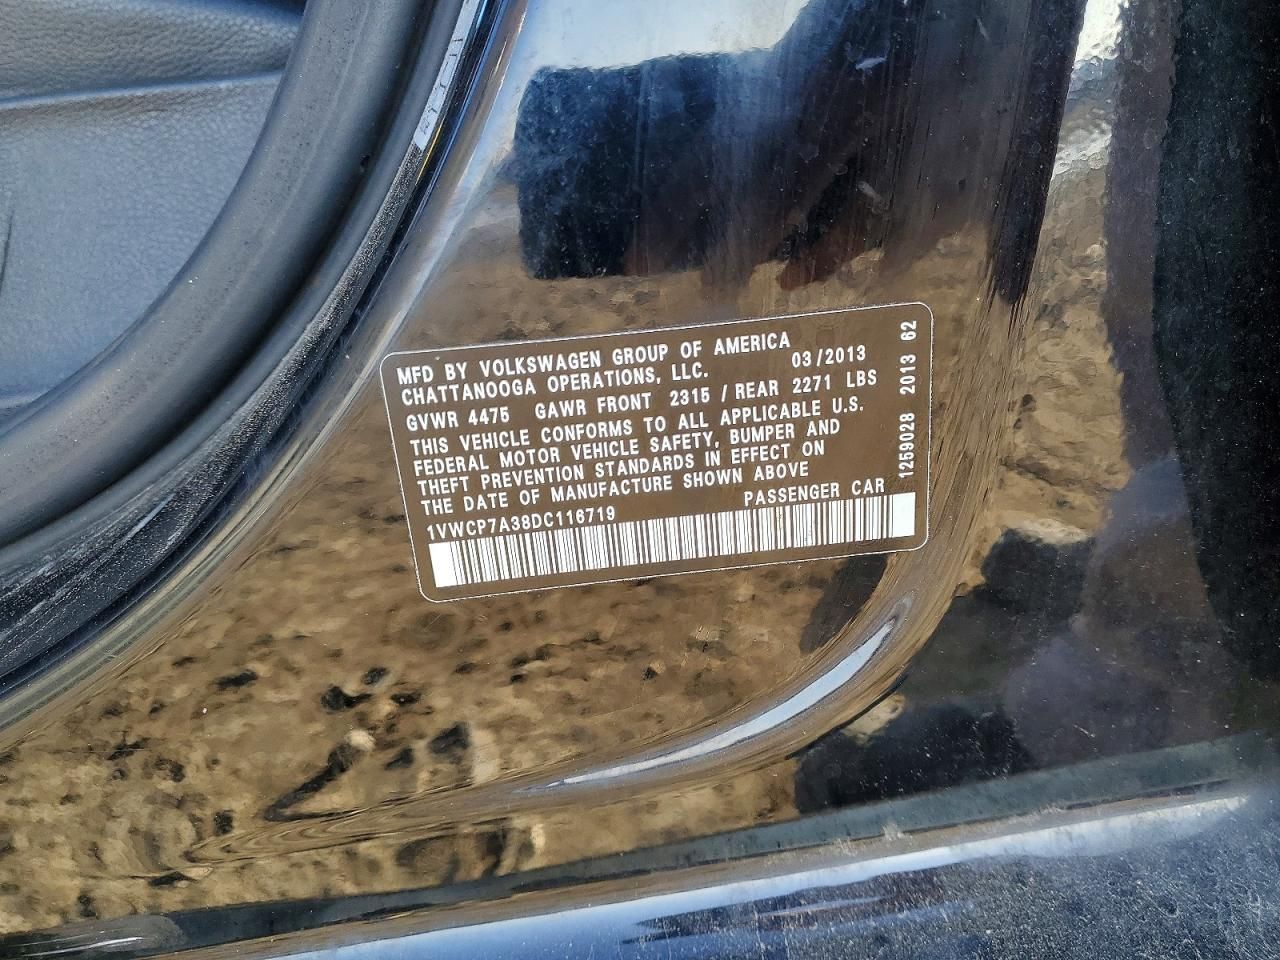 MFD BY VOLKSWAGEN GROUP OF AMERICA
CHATTANOOGA OPERATIONS, LLC. 03/2013
GVWR 4475 GAWR FRONT 2315 / REAR 2271 LBS
THIS VEHICLE CONFORMS TO ALL APPLICABLE U.S.
FEDERAL MOTOR VEHICLE SAFETY, BUMPER AND
THEFT PREVENTION STANDARDS IN EFFECT ON
THE DATE OF MANUFACTURE SHOWN ABOVE
1VWCP7A38DC116719 PASSENGER CAR
1259028 2013 62